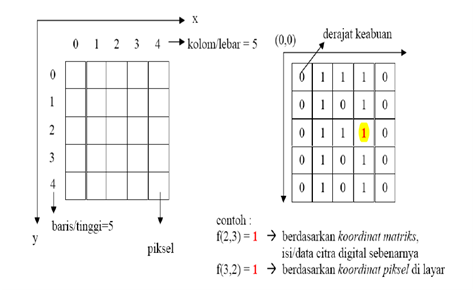 x
0 1 2 3 4 → kolom/lebar = 5
0
1
2
3
4
baris/tinggi=5
y
piksel
(0,0)
derajat keabuan
0 1 1 1 0
0 1 0 1 0
0 1 1 1 0
0 1 0 1 0
0 1 0 1 0
contoh :
f(2,3) = 1 → berdasarkan koordinat matriks,
isi/data citra digital sebenarnya
f(3,2) = 1 → berdasarkan koordinat piksel di layar